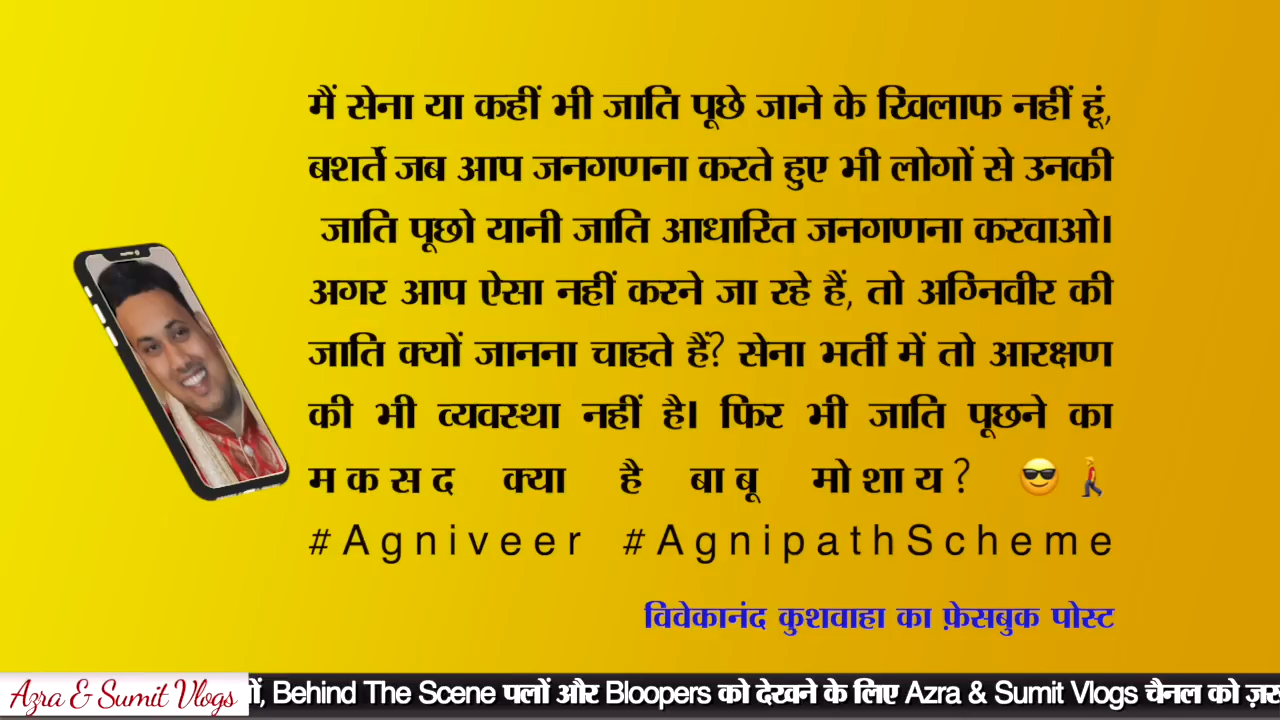 मैं सेना या कहीं भी जाति पूछे जाने के खिलाफ नहीं हूं,
बशर्ते जब आप जनगणना करते हुए भी लोगों से उनकी
जाति पूछो यानी जाति आधारित जनगणना करवाओ।
अगर आप ऐसा नहीं करने जा रहे हैं, तो अग्निवीर की
जाति क्यों जानना चाहते हैं? सेना भर्ती में तो आरक्षण
की भी व्यवस्था नहीं है। फिर भी जाति पूछने का
मकसद क्या है बाबू मोशाय? 😎 🚶
#Agniveer #AgnipathScheme
विवेकानंद कुशवाहा का फ़ेसबुक पोस्ट
Azra & Sumit Vlogs
Behind The Scene पलों और Bloopers को देखने के लिए Azra & Sumit Vlogs चैनल को